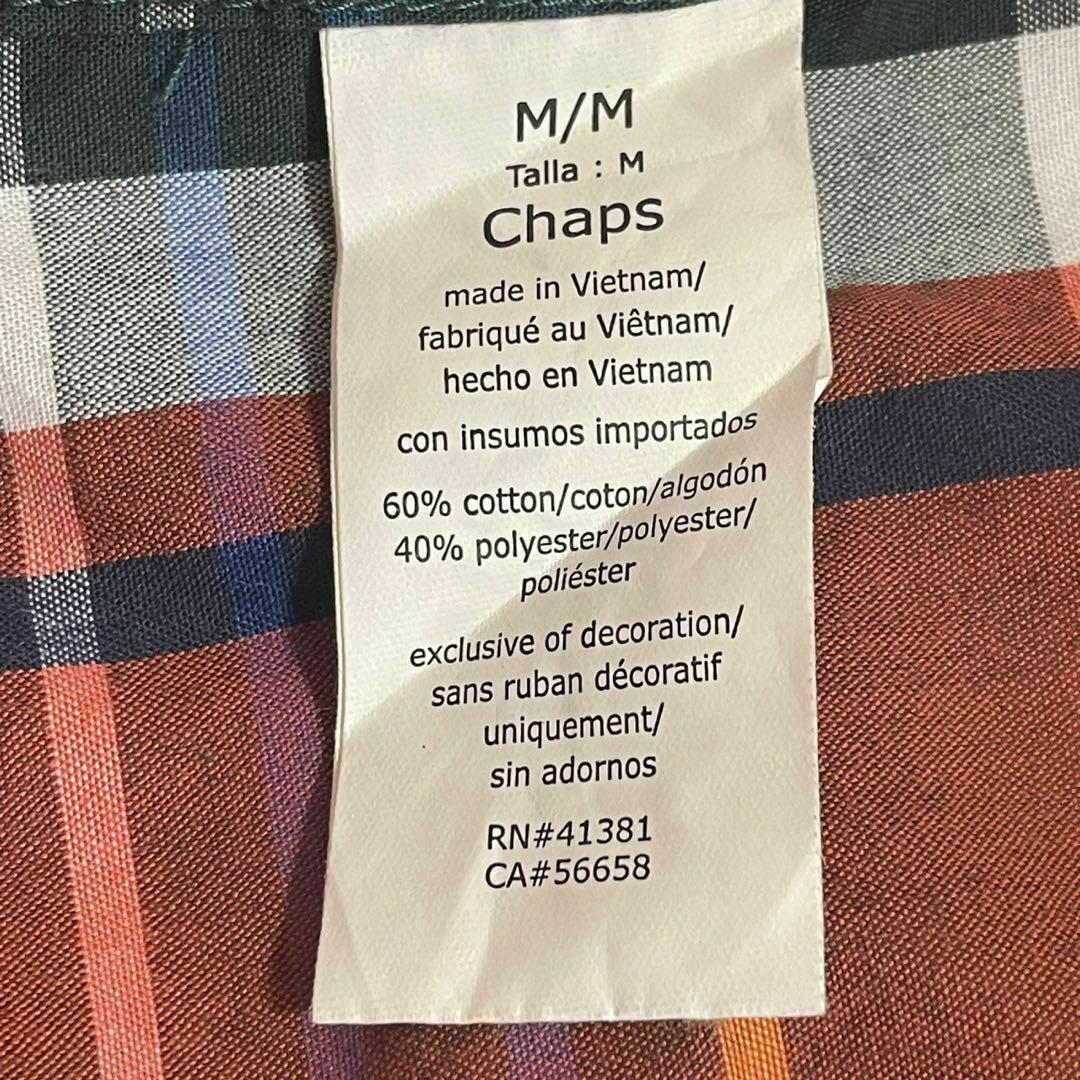 M/M
Talla : M
Chaps
made in Vietnam/
fabriqué au Viêtnam/
hecho en Vietnam
con insumos importados
60% cotton/coton/algodón
40% polyester/polyester/
poliéster
exclusive of decoration/
sans ruban décoratif
uniquement/
sin adornos
RN#41381
CA#56658